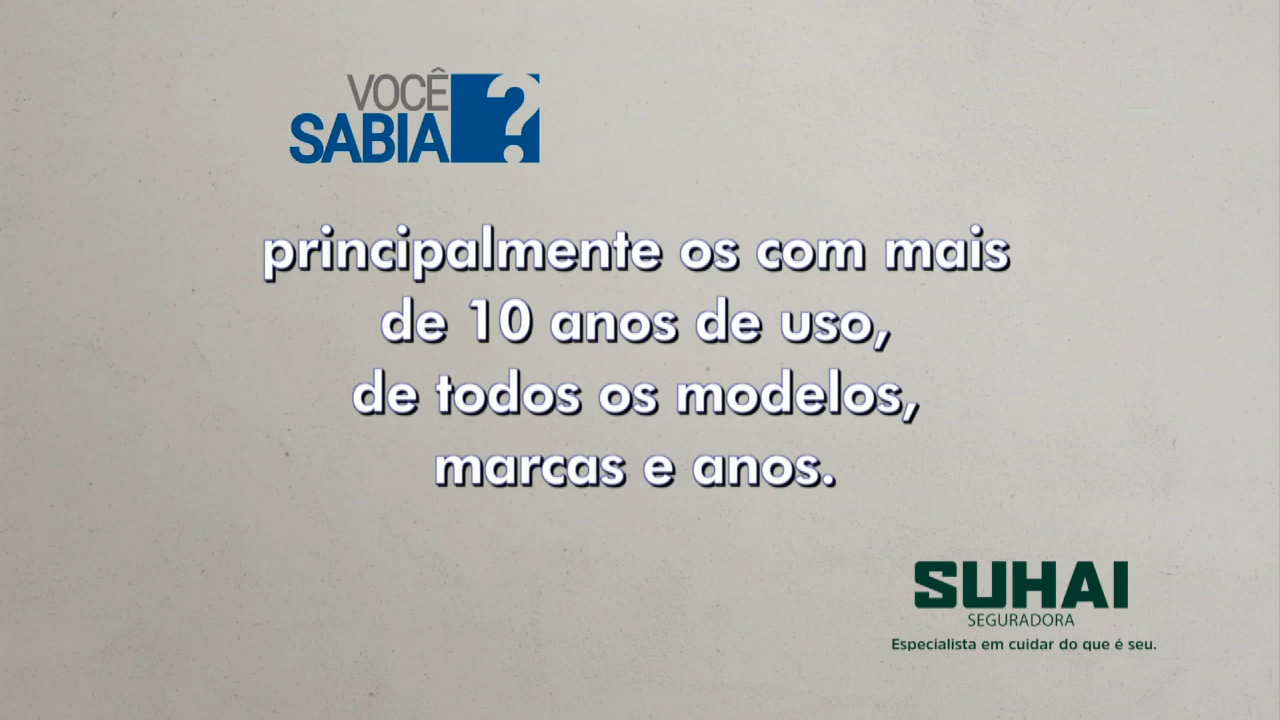 VOCÊ
SABIA?
principalmente os com mais
de 10 anos de uso,
de todos os modelos,
marcas e anos.
SUHAI
SEGURADORA
Especialista em cuidar do que é seu.